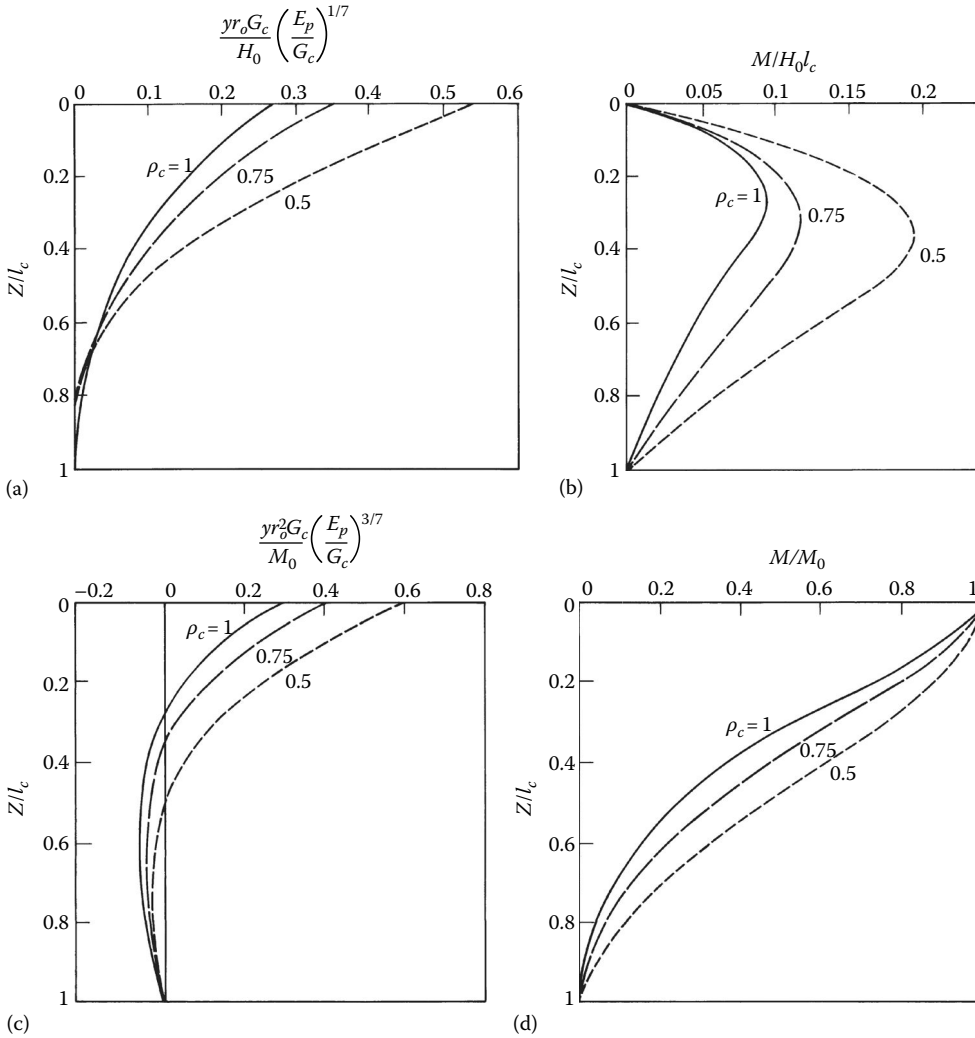 yr_oG_c/H_0 (E_p/G_c)^{1/7}
0 0.1 0.2 0.3 0.4 0.5 0.6
0
0.2
0.4
0.6
0.8
1
Z/l_c
ρ_c = 1
0.75
0.5
(a)
M/H_0l_c
0 0.05 0.1 0.15 0.2
0
0.2
0.4
0.6
0.8
1
Z/l_c
ρ_c = 1
0.75
0.5
(b)
yr_o^2G_c/M_0 (E_p/G_c)^{3/7}
−0.2 0 0.2 0.4 0.6 0.8
0
0.2
0.4
0.6
0.8
1
Z/l_c
ρ_c = 1
0.75
0.5
(c)
M/M_0
0 0.2 0.4 0.6 0.8 1
0
0.2
0.4
0.6
0.8
1
Z/l_c
ρ_c = 1
0.75
0.5
(d)